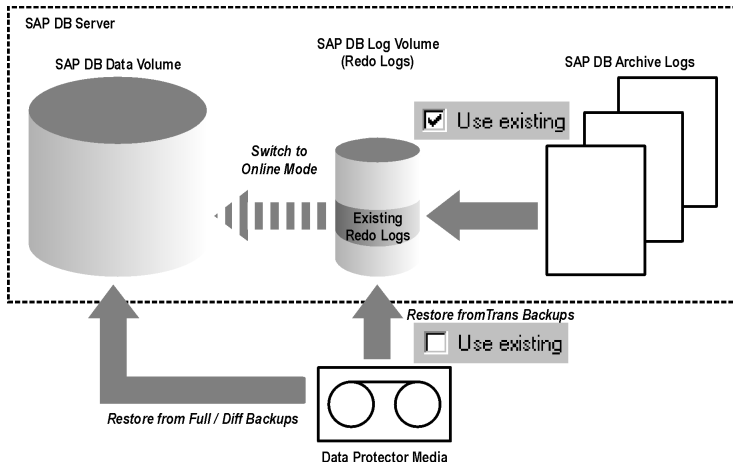 SAP DB Server
SAP DB Data Volume
SAP DB Log Volume
(Redo Logs)
SAP DB Archive Logs
Use existing
Switch to
Online Mode
Existing
Redo Logs
Restore fromTrans Backups
Use existing
Restore from Full / Diff Backups
Data Protector Media